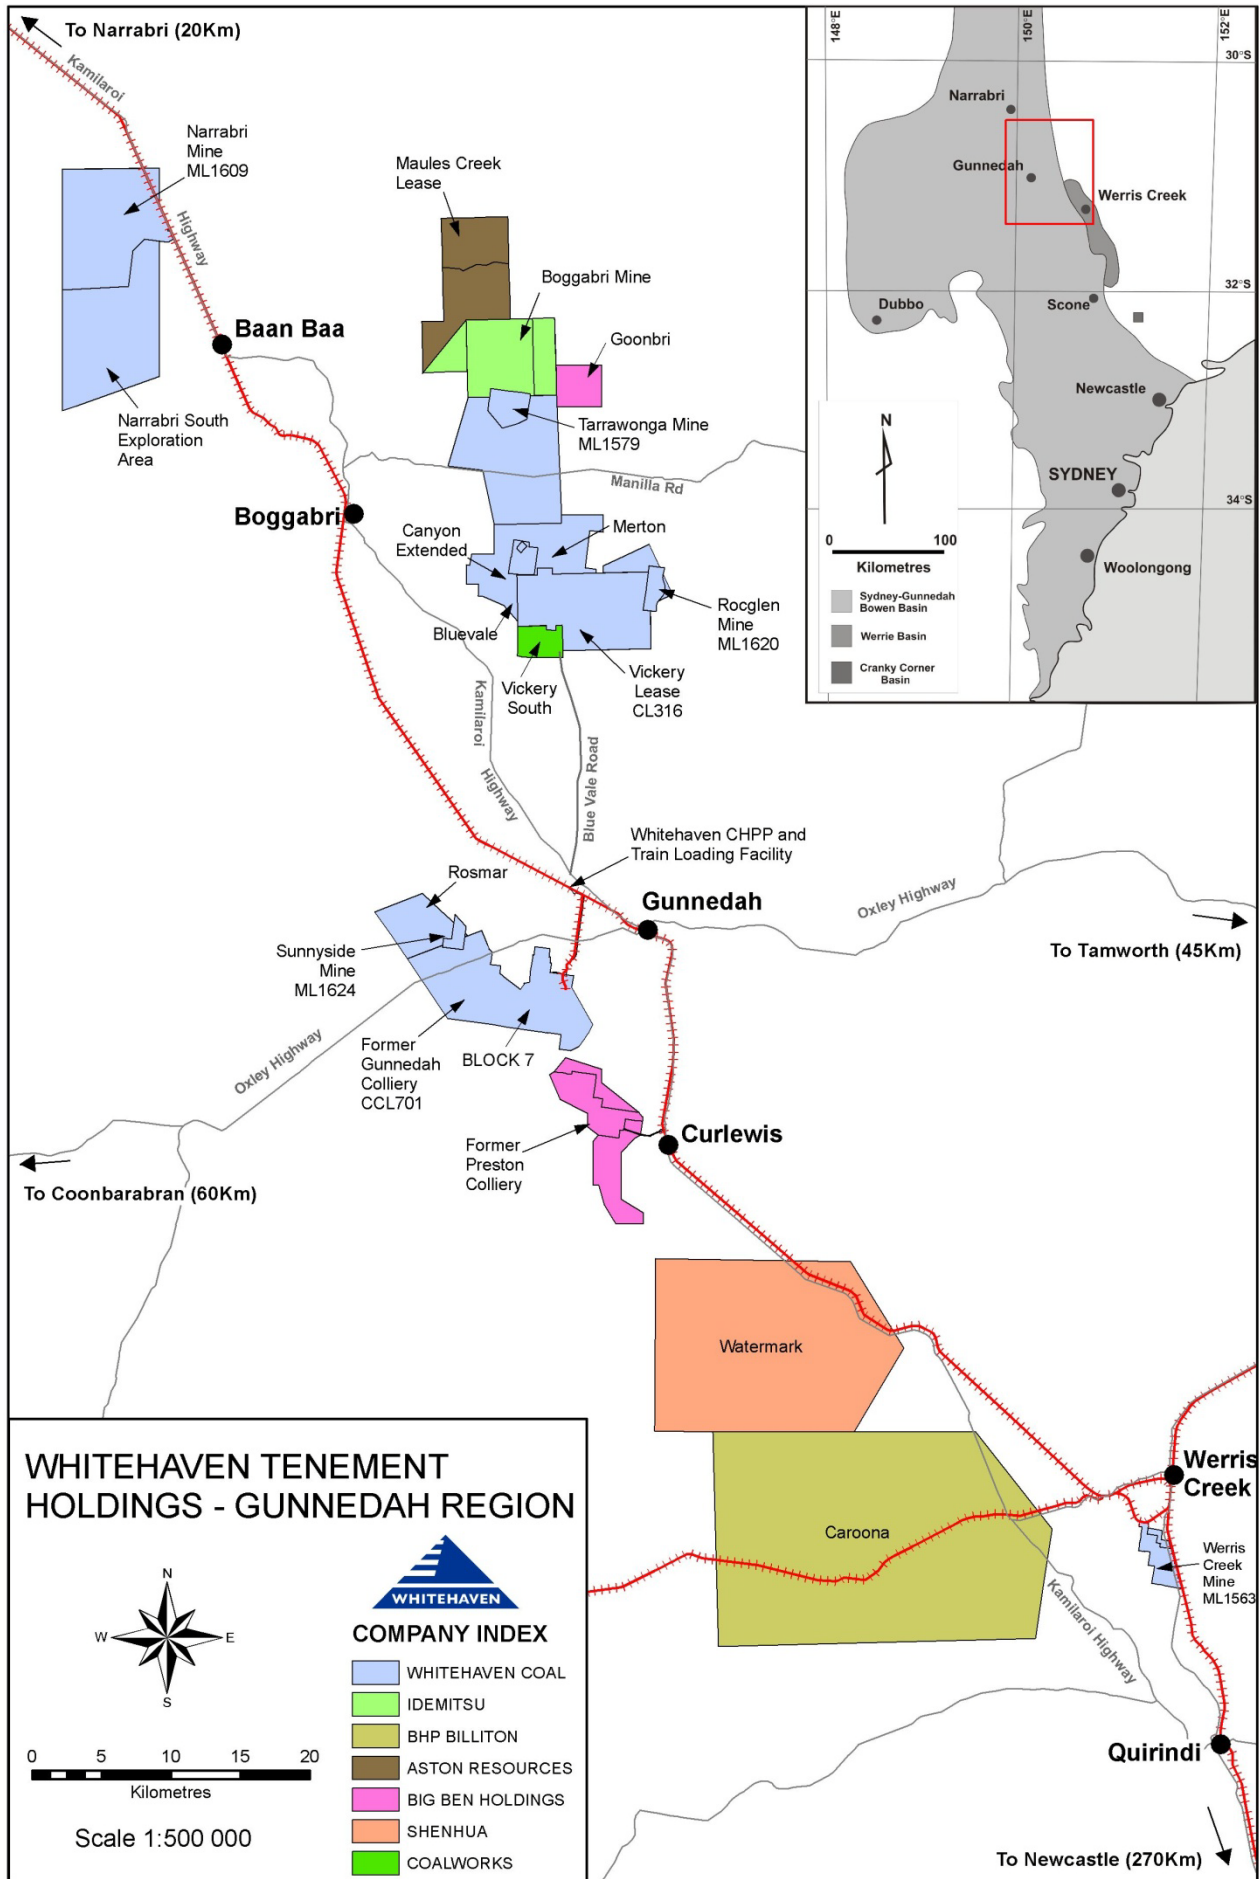 To Narrabri (20Km)
Kamilaroi
Highway
Narrabri
Mine
ML1609
Maules Creek
Lease
Boggabri Mine
Goonbri
Baan Baa
Narrabri South
Exploration
Area
Tarrawonga Mine
ML1579
Manilla Rd
Boggabri
Canyon
Extended
Merton
Bluevale
Rocglen
Mine
ML1620
Vickery
South
Vickery
Lease
CL316
Kamilaroi
Highway
Blue Vale Road
Whitehaven CHPP and
Train Loading Facility
Rosmar
Gunnedah
Oxley Highway
To Tamworth (45Km)
Sunnyside
Mine
ML1624
Former
Gunnedah
Colliery
CCL701
BLOCK 7
Oxley Highway
Former
Preston
Colliery
Curlewis
To Coonbarabran (60Km)
Watermark
Caroona
Werris
Creek
Werris
Creek
Mine
ML1563
Kamilaroi Highway
Quirindi
To Newcastle (270Km)
148°E
150°E
152°E
30°S
Narrabri
Gunnedah
Werris Creek
32°S
Dubbo
Scone
Newcastle
N
SYDNEY
34°S
0 100
Kilometres
Woolongong
Sydney-Gunnedah
Bowen Basin
Werrie Basin
Cranky Corner
Basin
WHITEHAVEN TENEMENT
HOLDINGS - GUNNEDAH REGION
N
W E
S
WHITEHAVEN
COMPANY INDEX
WHITEHAVEN COAL
IDEMITSU
BHP BILLITON
ASTON RESOURCES
BIG BEN HOLDINGS
SHENHUA
COALWORKS
0 5 10 15 20
Kilometres
Scale 1:500 000